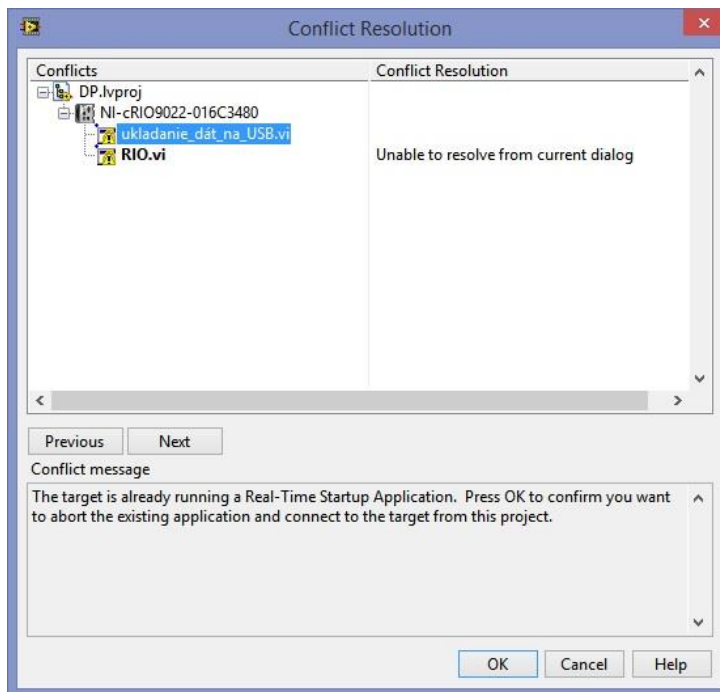 Conflict Resolution
Conflicts Conflict Resolution
DP.lvproj
NI-cRIO9022-016C3480
ukladanie_dát_na_USB.vi
RIO.vi Unable to resolve from current dialog
Previous Next
Conflict message
The target is already running a Real-Time Startup Application. Press OK to confirm you want
to abort the existing application and connect to the target from this project.
OK Cancel Help